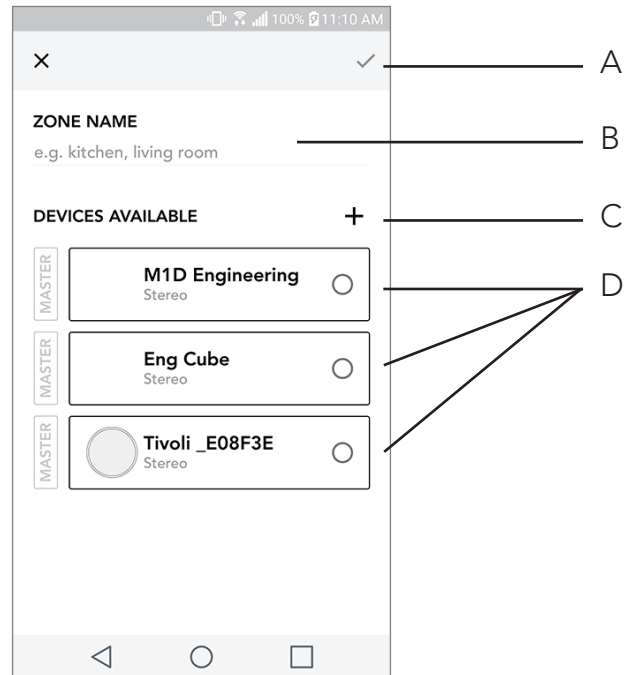 100% 11:10 AM
A
ZONE NAME
B
e.g. kitchen, living room
DEVICES AVAILABLE +
C
MASTER
M1D Engineering
Stereo
D
MASTER
Eng Cube
Stereo
MASTER
Tivoli _E08F3E
Stereo